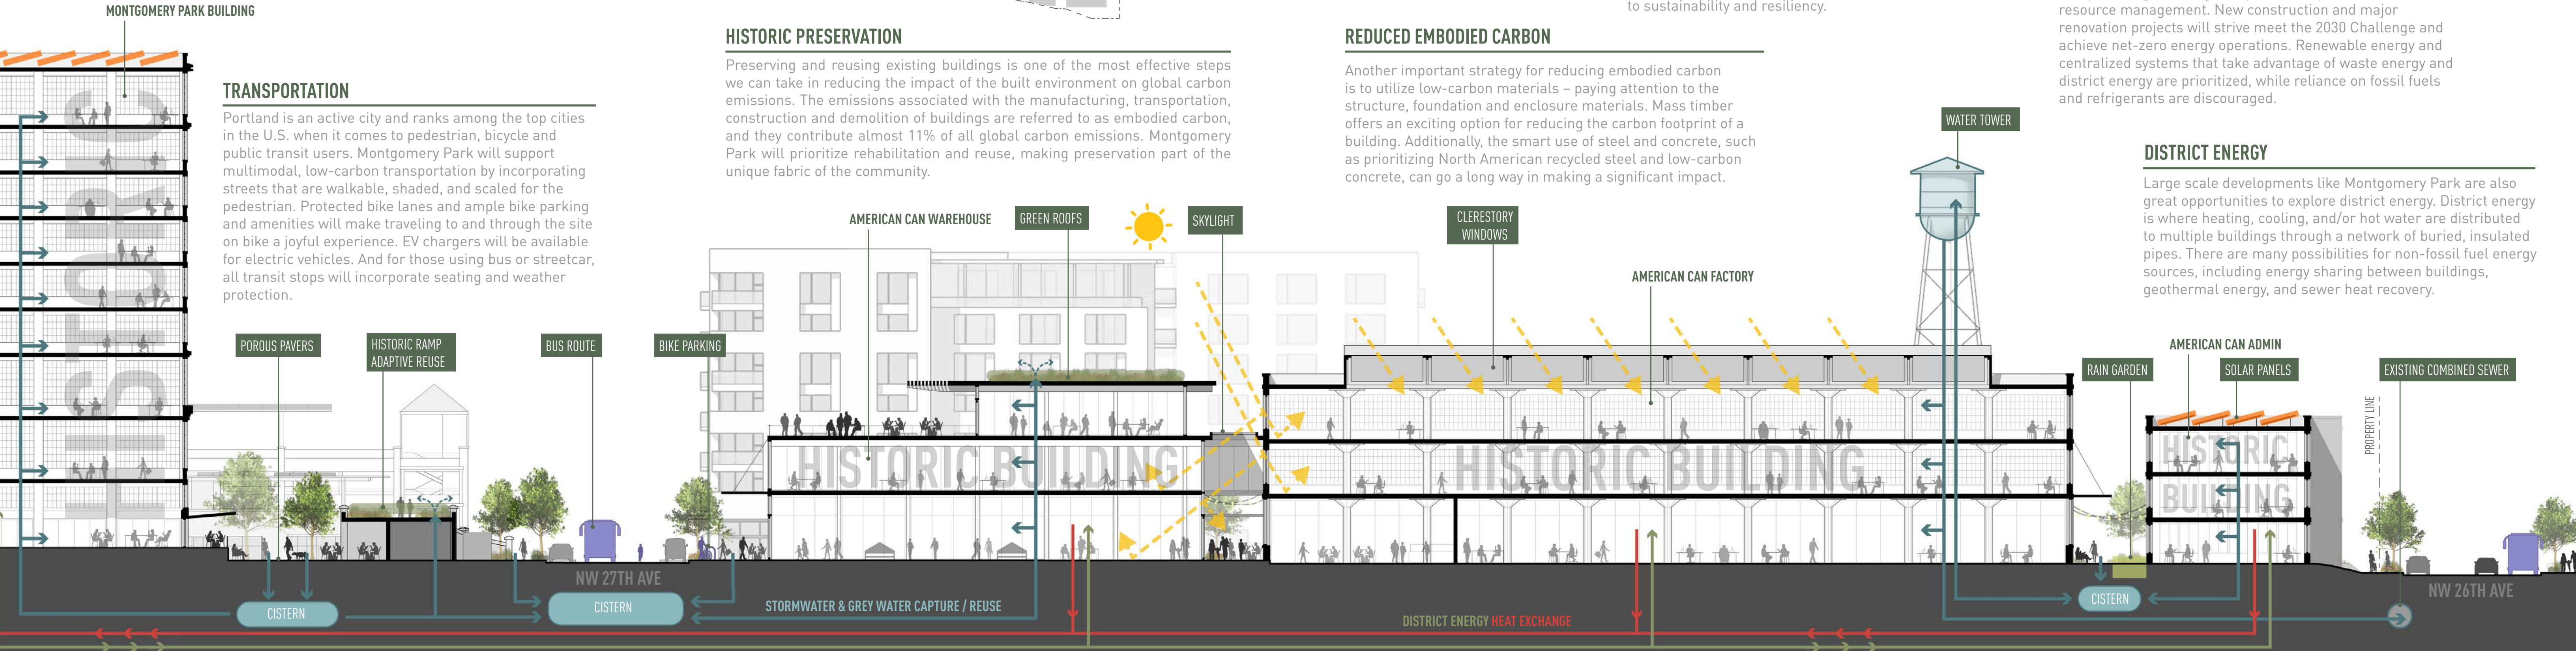 MONTGOMERY PARK BUILDING
HISTORIC
TRANSPORTATION
Portland is an active city and ranks among the top cities
in the U.S. when it comes to pedestrian, bicycle and
public transit users. Montgomery Park will support
multimodal, low-carbon transportation by incorporating
streets that are walkable, shaded, and scaled for the
pedestrian. Protected bike lanes and ample bike parking
and amenities will make traveling to and through the site
on bike a joyful experience. EV chargers will be available
for electric vehicles. And for those using bus or streetcar,
all transit stops will incorporate seating and weather
protection.
HISTORIC PRESERVATION
Preserving and reusing existing buildings is one of the most effective steps
we can take in reducing the impact of the built environment on global carbon
emissions. The emissions associated with the manufacturing, transportation,
construction and demolition of buildings are referred to as embodied carbon,
and they contribute almost 11% of all global carbon emissions. Montgomery
Park will prioritize rehabilitation and reuse, making preservation part of the
unique fabric of the community.
to sustainability and resiliency.
REDUCED EMBODIED CARBON
Another important strategy for reducing embodied carbon
is to utilize low-carbon materials – paying attention to the
structure, foundation and enclosure materials. Mass timber
offers an exciting option for reducing the carbon footprint of a
building. Additionally, the smart use of steel and concrete, such
as prioritizing North American recycled steel and low-carbon
concrete, can go a long way in making a significant impact.
resource management. New construction and major
renovation projects will strive meet the 2030 Challenge and
achieve net-zero energy operations. Renewable energy and
centralized systems that take advantage of waste energy and
district energy are prioritized, while reliance on fossil fuels
and refrigerants are discouraged.
DISTRICT ENERGY
Large scale developments like Montgomery Park are also
great opportunities to explore district energy. District energy
is where heating, cooling, and/or hot water are distributed
to multiple buildings through a network of buried, insulated
pipes. There are many possibilities for non-fossil fuel energy
sources, including energy sharing between buildings,
geothermal energy, and sewer heat recovery.
WATER TOWER
AMERICAN CAN WAREHOUSE
GREEN ROOFS
SKYLIGHT
CLERESTORY
WINDOWS
AMERICAN CAN FACTORY
POROUS PAVERS
HISTORIC RAMP
ADAPTIVE REUSE
BUS ROUTE
BIKE PARKING
AMERICAN CAN ADMIN
RAIN GARDEN
SOLAR PANELS
EXISTING COMBINED SEWER
PROPERTY LINE
HISTORIC BUILDING
HISTORIC BUILDING
HISTORIC
BUILDING
NW 27TH AVE
NW 26TH AVE
CISTERN
CISTERN
STORMWATER & GREY WATER CAPTURE / REUSE
CISTERN
DISTRICT ENERGY HEAT EXCHANGE